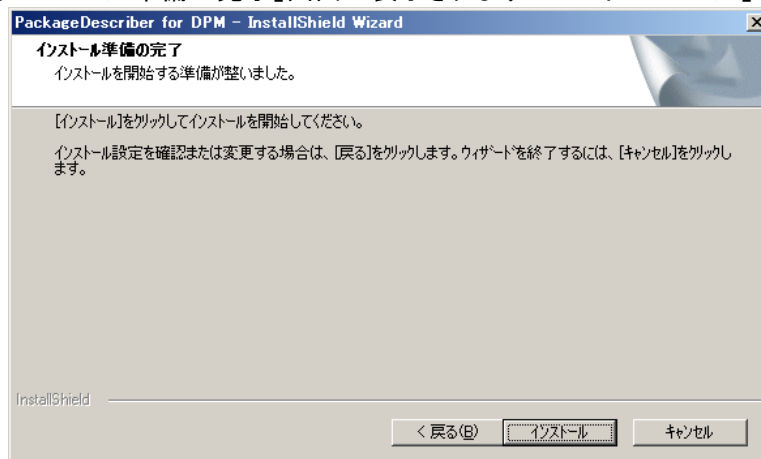 PackageDescriber for DPM - InstallShield Wizard
インストール準備の完了
インストールを開始する準備が整いました。
[インストール]をクリックしてインストールを開始してください。
インストール設定を確認または変更する場合は、[戻る]をクリックします。ウィザードを終了するには、[キャンセル]をクリックし
ます。
InstallShield
< 戻る(B)
インストール
キャンセル